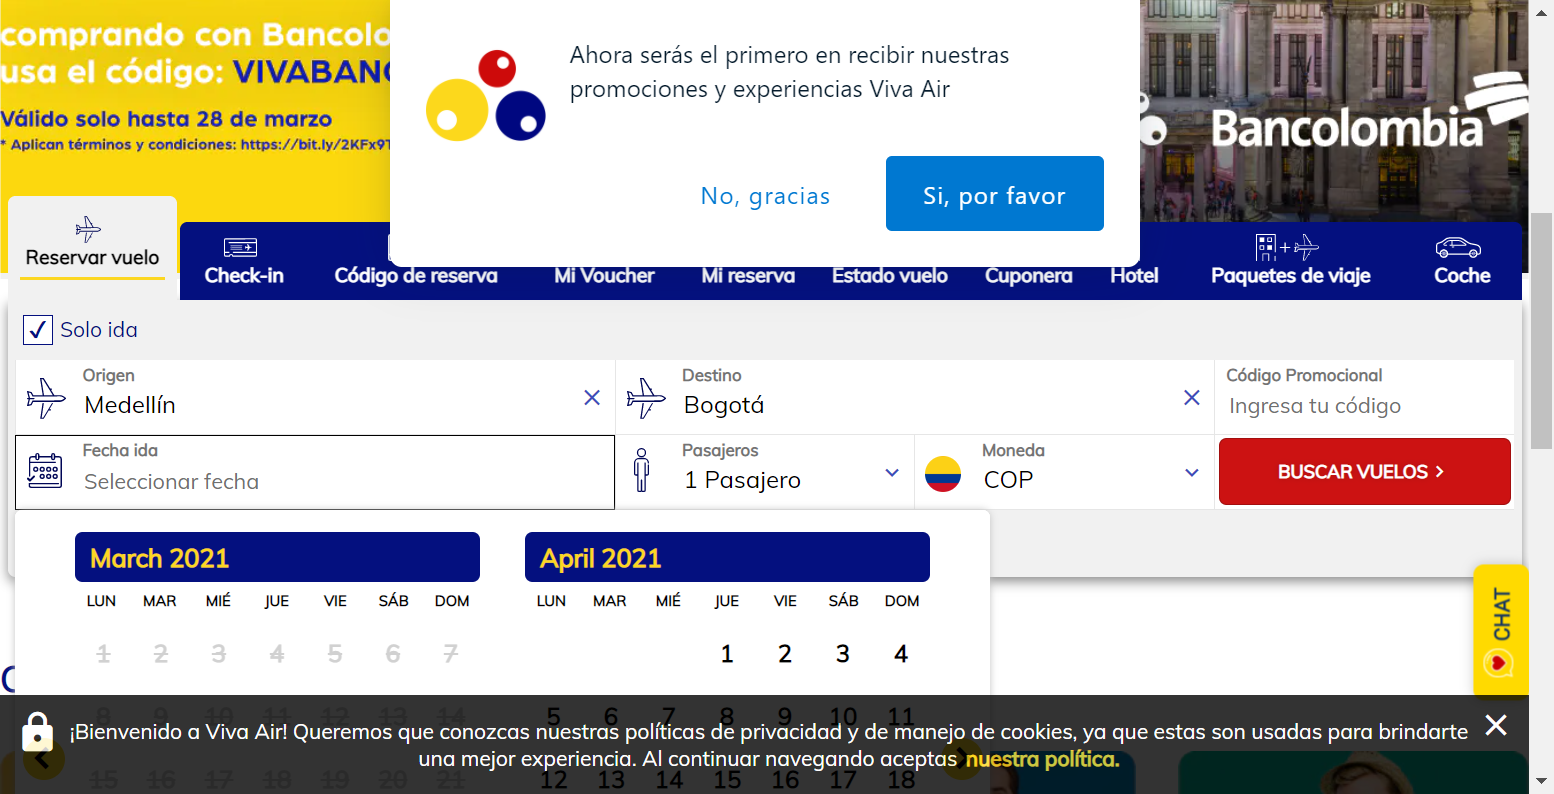 comprando con Bancolo
usa el código: VIVABANC
Válido solo hasta 28 de marzo
* Aplican términos y condiciones: https://bit.ly/2KFx9T
Ahora serás el primero en recibir nuestras
promociones y experiencias Viva Air
No, gracias
Si, por favor
Bancolombia
Reservar vuelo
Check-in
Código de reserva
Mi Voucher
Mi reserva
Estado vuelo
Cuponera
Hotel
Paquetes de viaje
Coche
Solo ida
Origen
Medellín
Destino
Bogotá
Código Promocional
Ingresa tu código
Fecha ida
Seleccionar fecha
Pasajeros
1 Pasajero
Moneda
COP
BUSCAR VUELOS
March 2021
LUN MAR MIÉ JUE VIE SÁB DOM
1 2 3 4 5 6 7
8 9 10 11 12 13 14
15 16 17 18 19 20 21
April 2021
LUN MAR MIÉ JUE VIE SÁB DOM
1 2 3 4
5 6 7 8 9 10 11
12 13 14 15 16 17 18
CHAT
¡Bienvenido a Viva Air! Queremos que conozcas nuestras políticas de privacidad y de manejo de cookies, ya que estas son usadas para brindarte
una mejor experiencia. Al continuar navegando aceptas nuestra política.